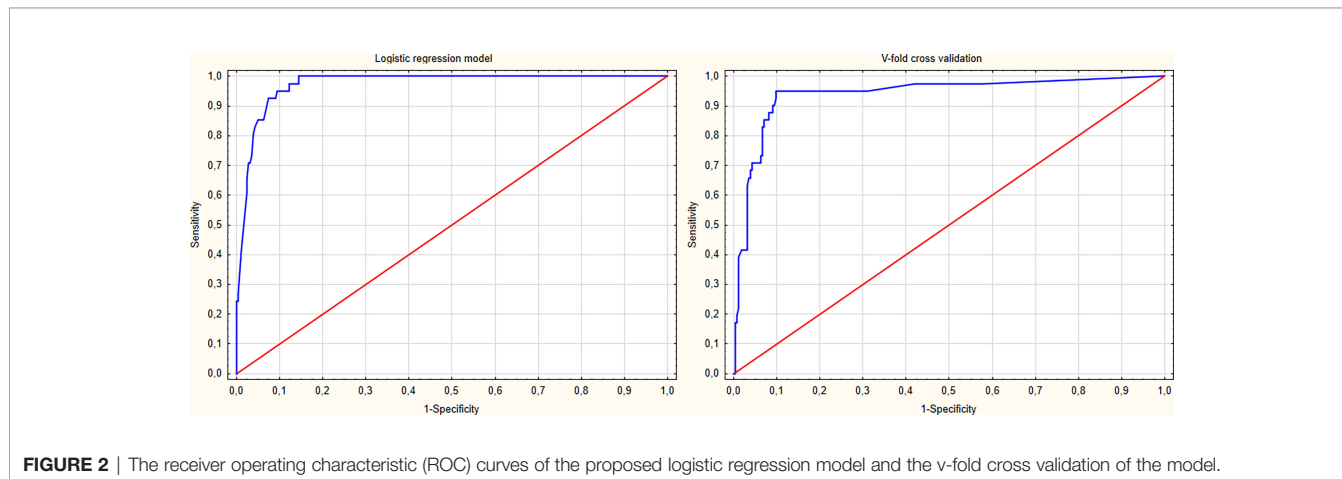 Logistic regression model
1,0
0,9
0,8
0,7
0,6
0,5
0,4
0,3
0,2
0,1
0,0
Sensitivity
0,0 0,1 0,2 0,3 0,4 0,5 0,6 0,7 0,8 0,9 1,0
1-Specificity
V-fold cross validation
1,0
0,9
0,8
0,7
0,6
0,5
0,4
0,3
0,2
0,1
0,0
Sensitivity
0,0 0,1 0,2 0,3 0,4 0,5 0,6 0,7 0,8 0,9 1,0
1-Specificity
FIGURE 2 | The receiver operating characteristic (ROC) curves of the proposed logistic regression model and the v-fold cross validation of the model.